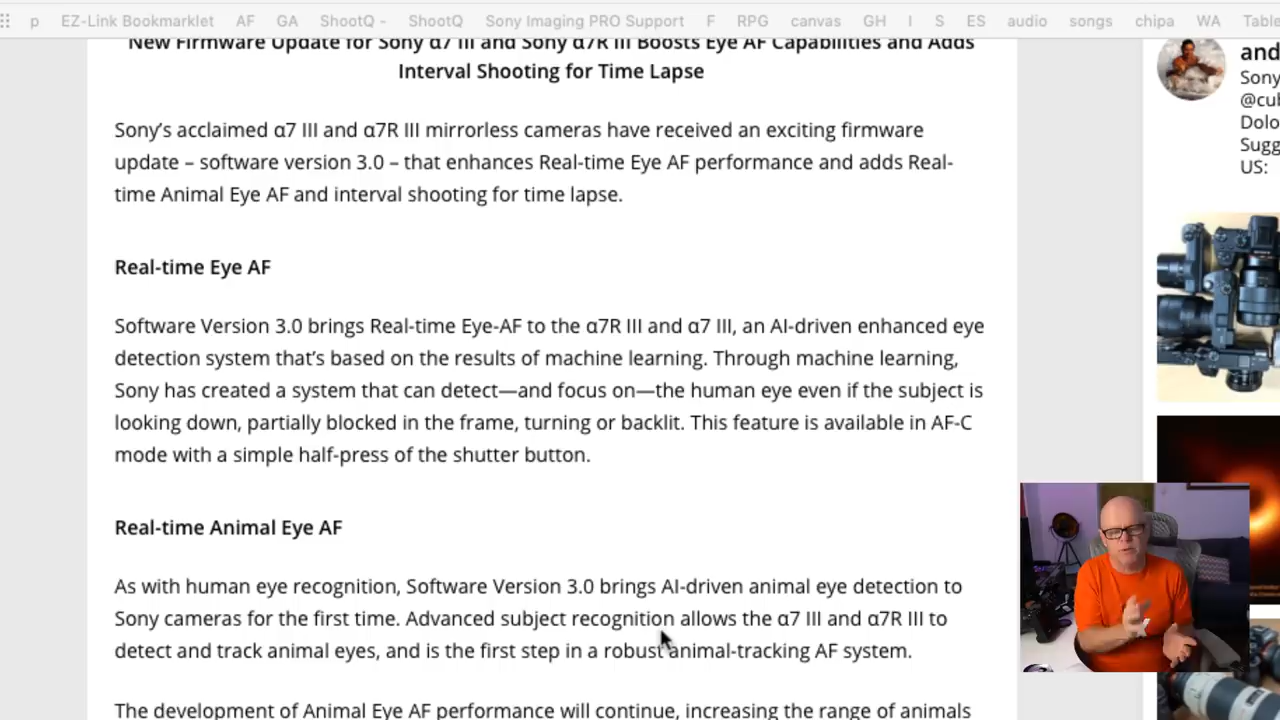 p EZ-Link Bookmarklet AF GA ShootQ - ShootQ Sony Imaging PRO Support F RPG canvas GH I S ES audio songs chipa WA Table
New Firmware Update for Sony α7 III and Sony α7R III Boosts Eye AF Capabilities and Adds
Interval Shooting for Time Lapse
Sony’s acclaimed α7 III and α7R III mirrorless cameras have received an exciting firmware
update – software version 3.0 – that enhances Real-time Eye AF performance and adds Real-
time Animal Eye AF and interval shooting for time lapse.
Real-time Eye AF
Software Version 3.0 brings Real-time Eye-AF to the α7R III and α7 III, an AI-driven enhanced eye
detection system that’s based on the results of machine learning. Through machine learning,
Sony has created a system that can detect—and focus on—the human eye even if the subject is
looking down, partially blocked in the frame, turning or backlit. This feature is available in AF-C
mode with a simple half-press of the shutter button.
Real-time Animal Eye AF
As with human eye recognition, Software Version 3.0 brings AI-driven animal eye detection to
Sony cameras for the first time. Advanced subject recognition allows the α7 III and α7R III to
detect and track animal eyes, and is the first step in a robust animal-tracking AF system.
The development of Animal Eye AF performance will continue, increasing the range of animals
and
Sony
@cub
Dolo
Sugg
US: